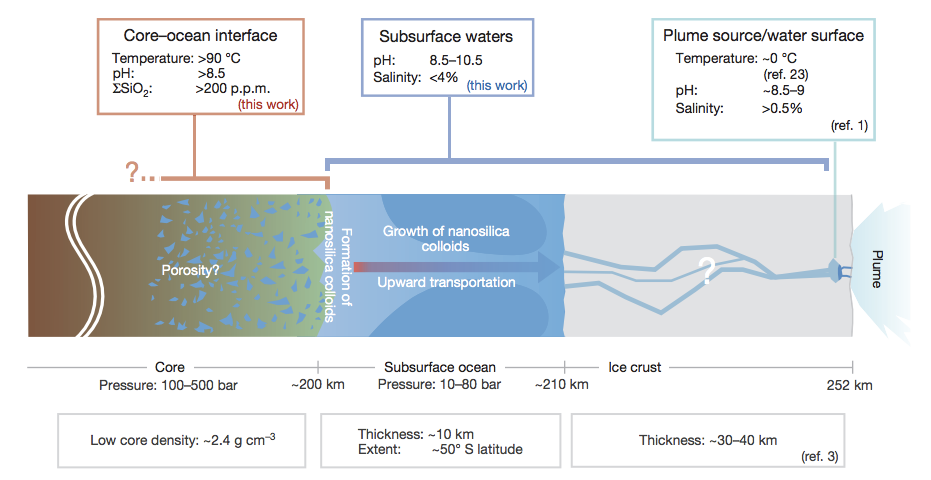 Core–ocean interface
Temperature: >90 °C
pH: >8.5
ΣSiO₂: >200 p.p.m.
(this work)
Subsurface waters
pH: 8.5–10.5
Salinity: <4%
(this work)
Plume source/water surface
Temperature: ~0 °C
(ref. 23)
pH: ~8.5–9
Salinity: >0.5%
(ref. 1)
?...
Porosity?
Formation of
nanosilica colloids
Growth of nanosilica
colloids
Upward transportation
?
Plume
Core
Pressure: 100–500 bar
~200 km
Subsurface ocean
Pressure: 10–80 bar
~210 km
Ice crust
252 km
Low core density: ~2.4 g cm⁻³
Thickness: ~10 km
Extent: ~50° S latitude
Thickness: ~30–40 km
(ref. 3)